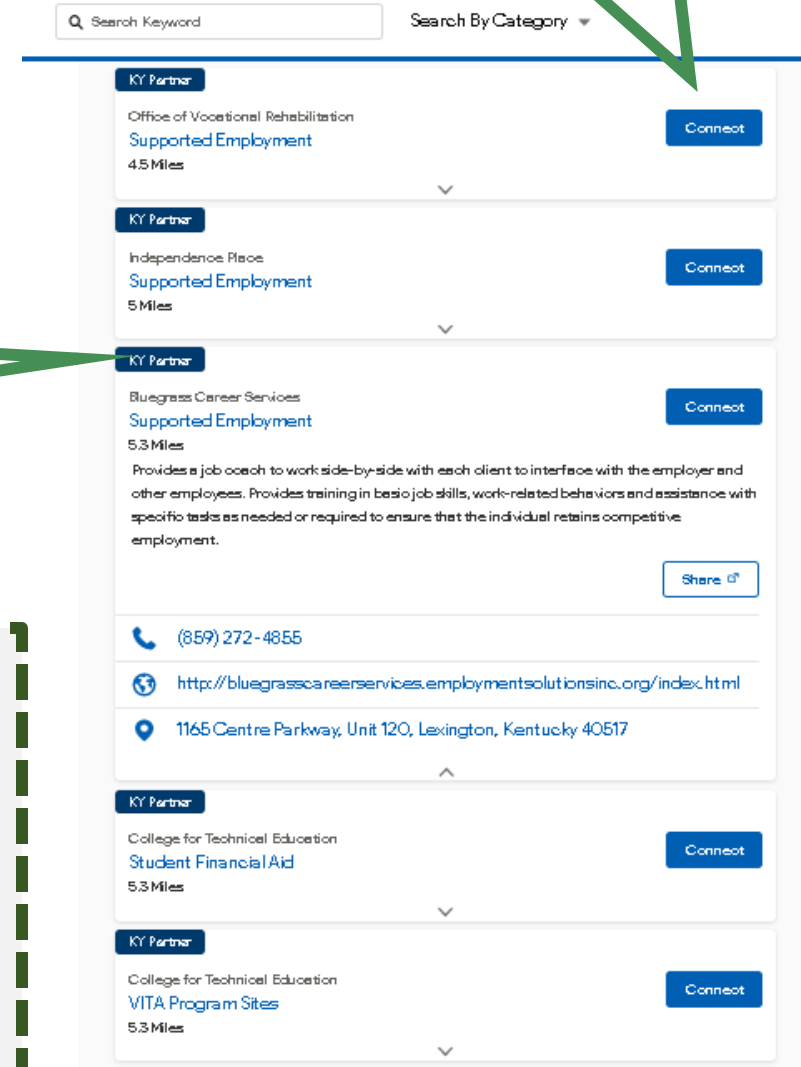 Search Keyword
Search By Category
KY Partner
Office of Vocational Rehabilitation
Supported Employment
4.5 Miles
Connect
KY Partner
Independence Place
Supported Employment
5 Miles
Connect
KY Partner
Bluegrass Career Services
Supported Employment
5.3 Miles
Connect
Provides a job coach to work side-by-side with each client to interface with the employer and
other employees. Provides training in basic job skills, work-related behaviors and assistance with
specific tasks as needed or required to ensure that the individual retains competitive
employment.
Share
(859) 272-4855
http://bluegrasscareerservices.employmentsolutionsinc.org/index.html
1165 Centre Parkway, Unit 120, Lexington, Kentucky 40517
KY Partner
College for Technical Education
Student Financial Aid
5.3 Miles
Connect
KY Partner
College for Technical Education
VITA Program Sites
5.3 Miles
Connect